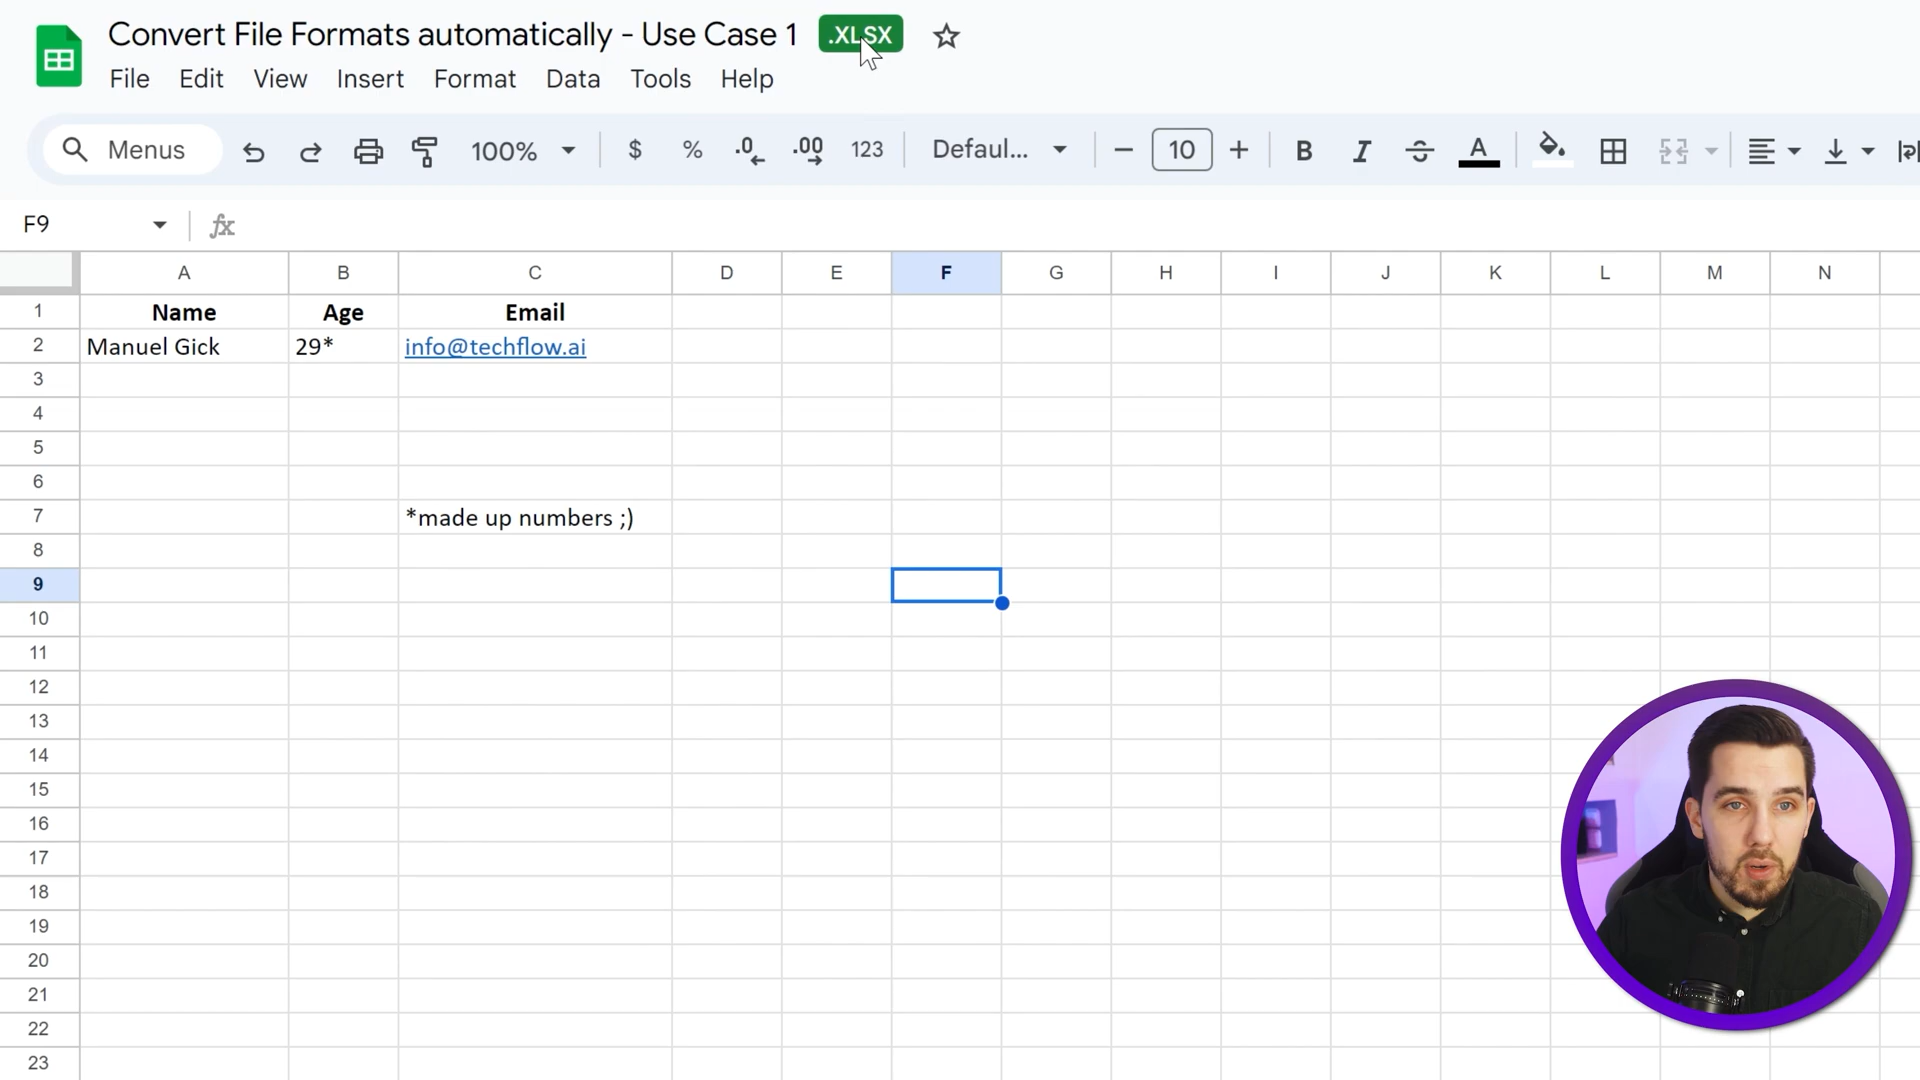 Convert File Formats automatically - Use Case 1 .XLSX
File Edit View Insert Format Data Tools Help
Menus 100% $ % .0 .00 123 Defaul... 10 B I S A
F9 fx
A B C D E F G H I J K L M N
1 Name Age Email
2 Manuel Gick 29* info@techflow.ai
3
4
5
6
7 *made up numbers ;)
8
9
10
11
12
13
14
15
16
17
18
19
20
21
22
23